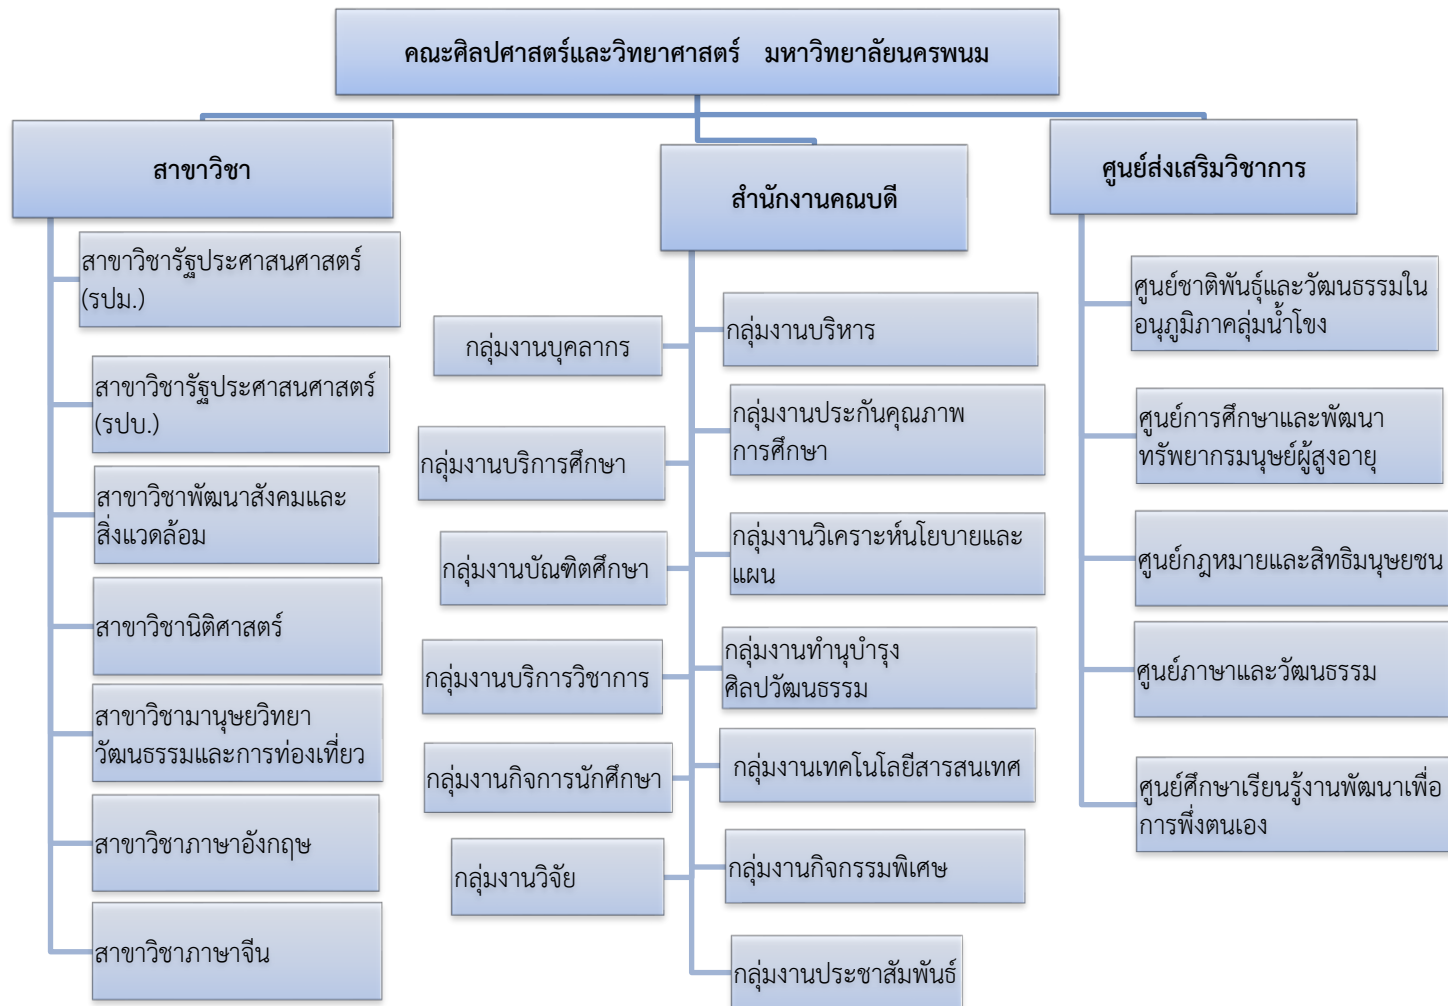 คณะศิลปศาสตร์และวิทยาศาสตร์ มหาวิทยาลัยนครพนม
สาขาวิชา
สาขาวิชารัฐประศาสนศาสตร์
(รปม.)
สาขาวิชารัฐประศาสนศาสตร์
(รปบ.)
สาขาวิชาพัฒนาสังคมและ
สิ่งแวดล้อม
สาขาวิชานิติศาสตร์
สาขาวิชามานุษยวิทยา
วัฒนธรรมและการท่องเที่ยว
สาขาวิชาภาษาอังกฤษ
สาขาวิชาภาษาจีน
สำนักงานคณบดี
กลุ่มงานบุคลากร
กลุ่มงานบริการศึกษา
กลุ่มงานบัณฑิตศึกษา
กลุ่มงานบริการวิชาการ
กลุ่มงานกิจการนักศึกษา
กลุ่มงานวิจัย
กลุ่มงานบริหาร
กลุ่มงานประกันคุณภาพ
การศึกษา
กลุ่มงานวิเคราะห์นโยบายและ
แผน
กลุ่มงานทำนุบำรุง
ศิลปวัฒนธรรม
กลุ่มงานเทคโนโลยีสารสนเทศ
กลุ่มงานกิจกรรมพิเศษ
กลุ่มงานประชาสัมพันธ์
ศูนย์ส่งเสริมวิชาการ
ศูนย์ชาติพันธุ์และวัฒนธรรมใน
อนุภูมิภาคลุ่มน้ำโขง
ศูนย์การศึกษาและพัฒนา
ทรัพยากรมนุษย์ผู้สูงอายุ
ศูนย์กฎหมายและสิทธิมนุษยชน
ศูนย์ภาษาและวัฒนธรรม
ศูนย์ศึกษาเรียนรู้งานพัฒนาเพื่อ
การพึ่งตนเอง